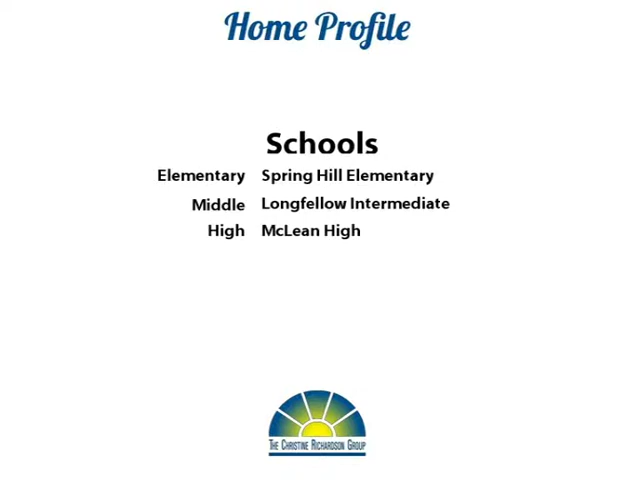 Home Profile
Schools
Elementary Spring Hill Elementary
Middle Longfellow Intermediate
High McLean High
The Christine Richardson Group